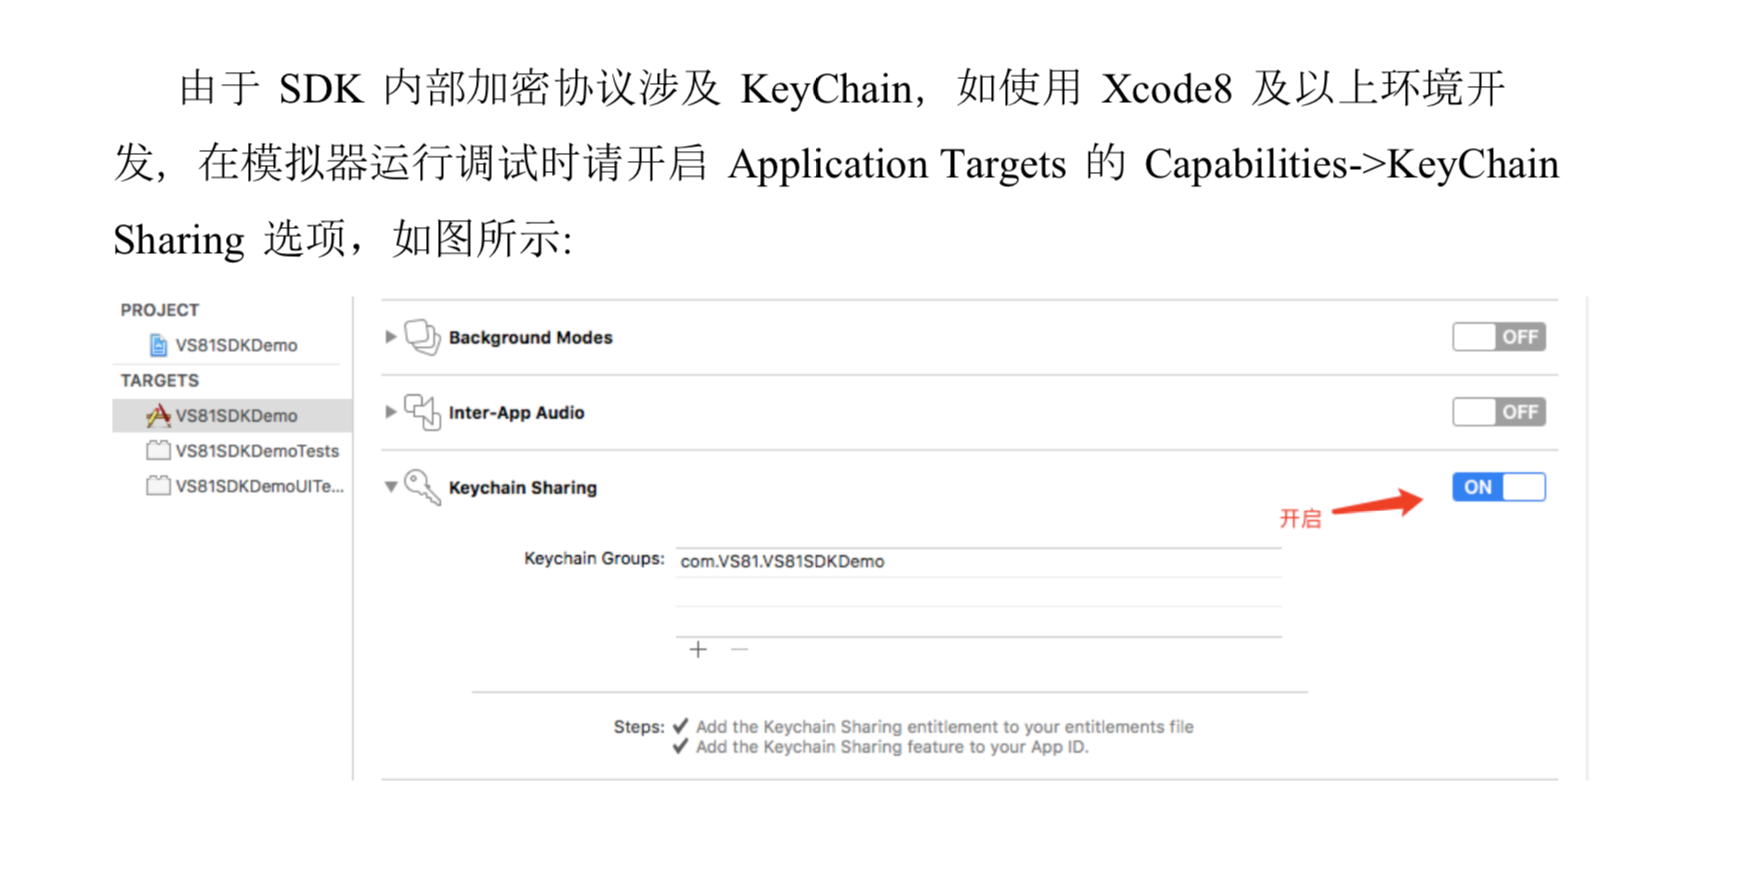 由于 SDK 内部加密协议涉及 KeyChain，如使用 Xcode8 及以上环境开
发，在模拟器运行调试时请开启 Application Targets 的 Capabilities->KeyChain
Sharing 选项，如图所示:
PROJECT
VS81SDKDemo
TARGETS
VS81SDKDemo
VS81SDKDemoTests
VS81SDKDemoUITe...
Background Modes
OFF
Inter-App Audio
OFF
Keychain Sharing
ON
开启
Keychain Groups: com.VS81.VS81SDKDemo
Steps: ✔ Add the Keychain Sharing entitlement to your entitlements file
✔ Add the Keychain Sharing feature to your App ID.